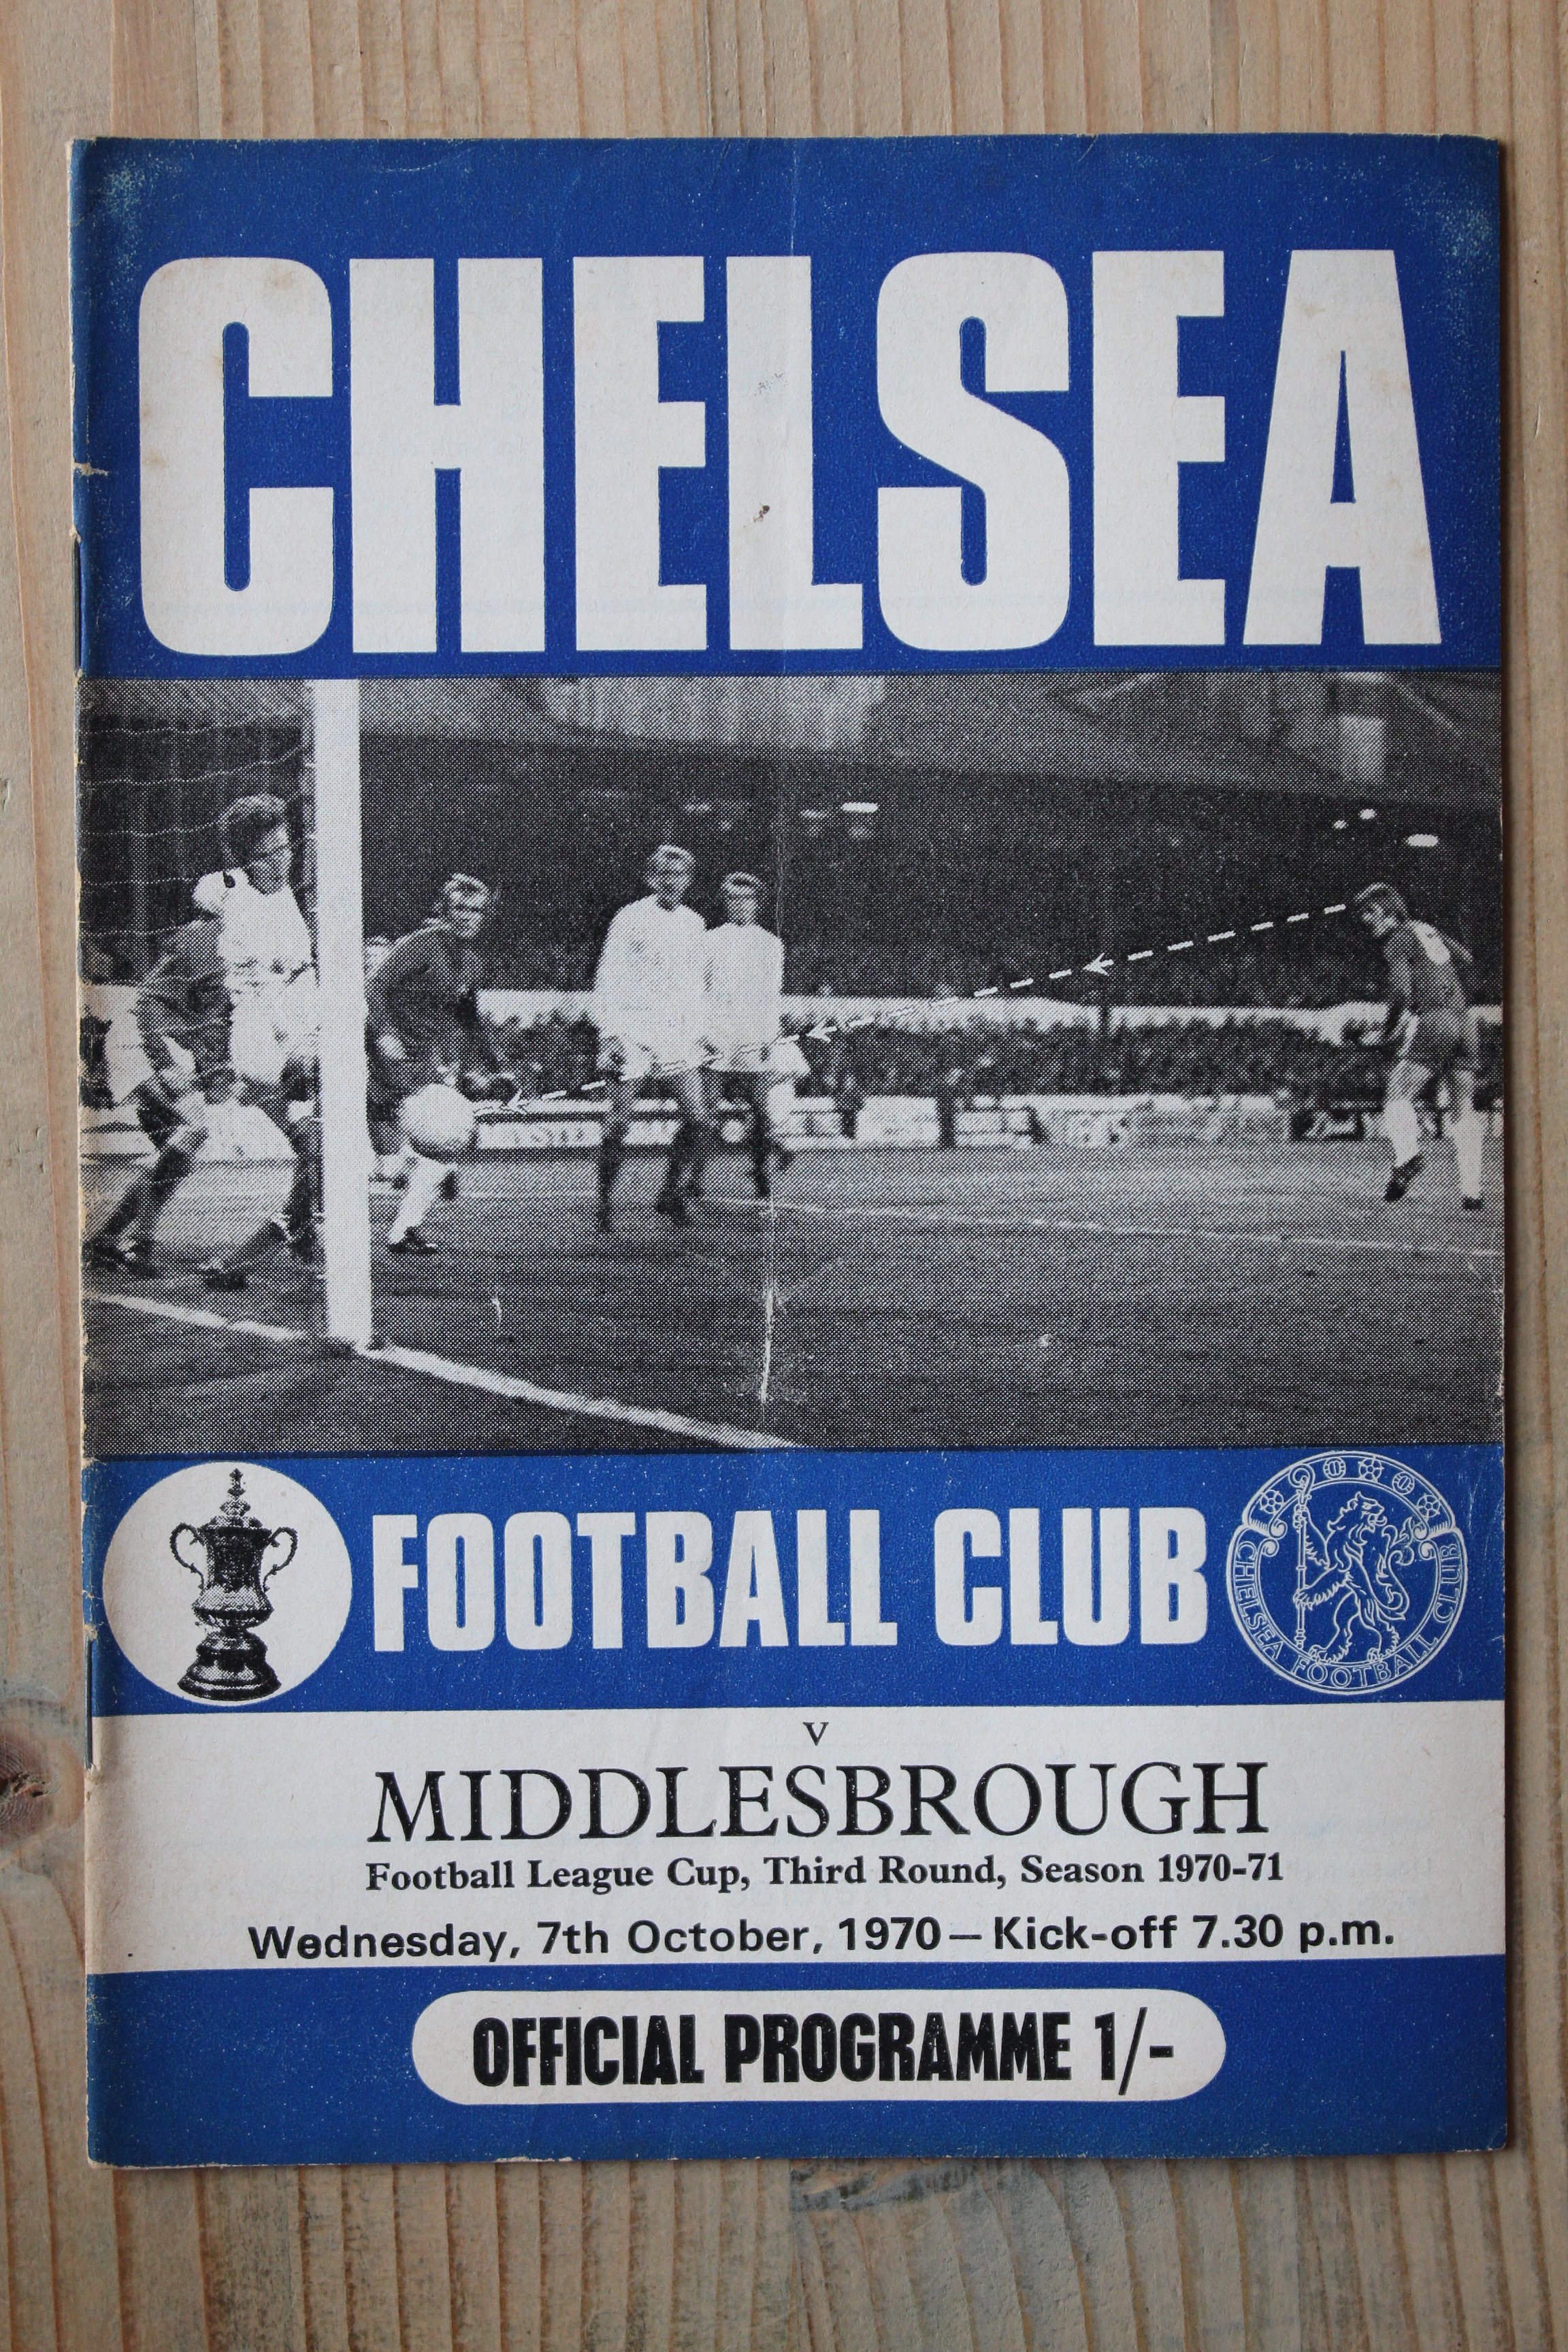 CHELSEA
FOOTBALL CLUB
CHELSEA FOOTBALL CLUB
v
MIDDLESBROUGH
Football League Cup, Third Round, Season 1970-71
Wednesday, 7th October, 1970—Kick-off 7.30 p.m.
OFFICIAL PROGRAMME 1/-